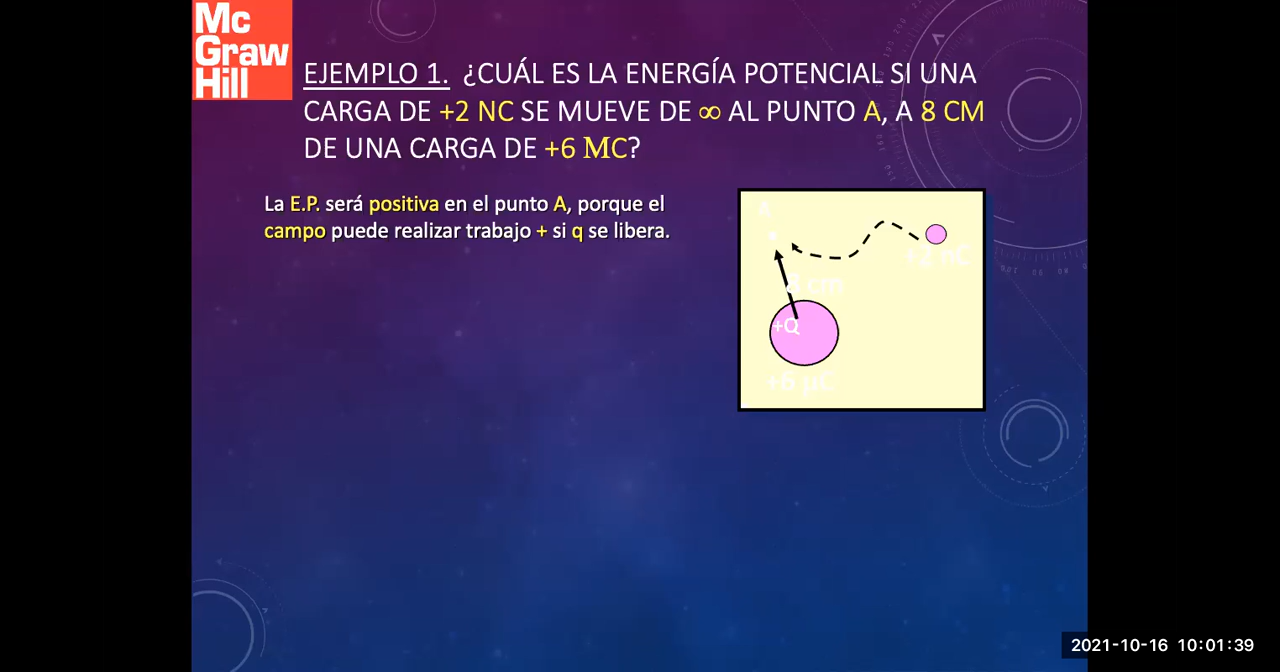 Mc
Graw
Hill
EJEMPLO 1. ¿CUÁL ES LA ENERGÍA POTENCIAL SI UNA
CARGA DE +2 NC SE MUEVE DE ∞ AL PUNTO A, A 8 CM
DE UNA CARGA DE +6 ΜC?
La E.P. será positiva en el punto A, porque el
campo puede realizar trabajo + si q se libera.
A
+2 nC
8 cm
+Q
+6 µC
2021-10-16 10:01:39